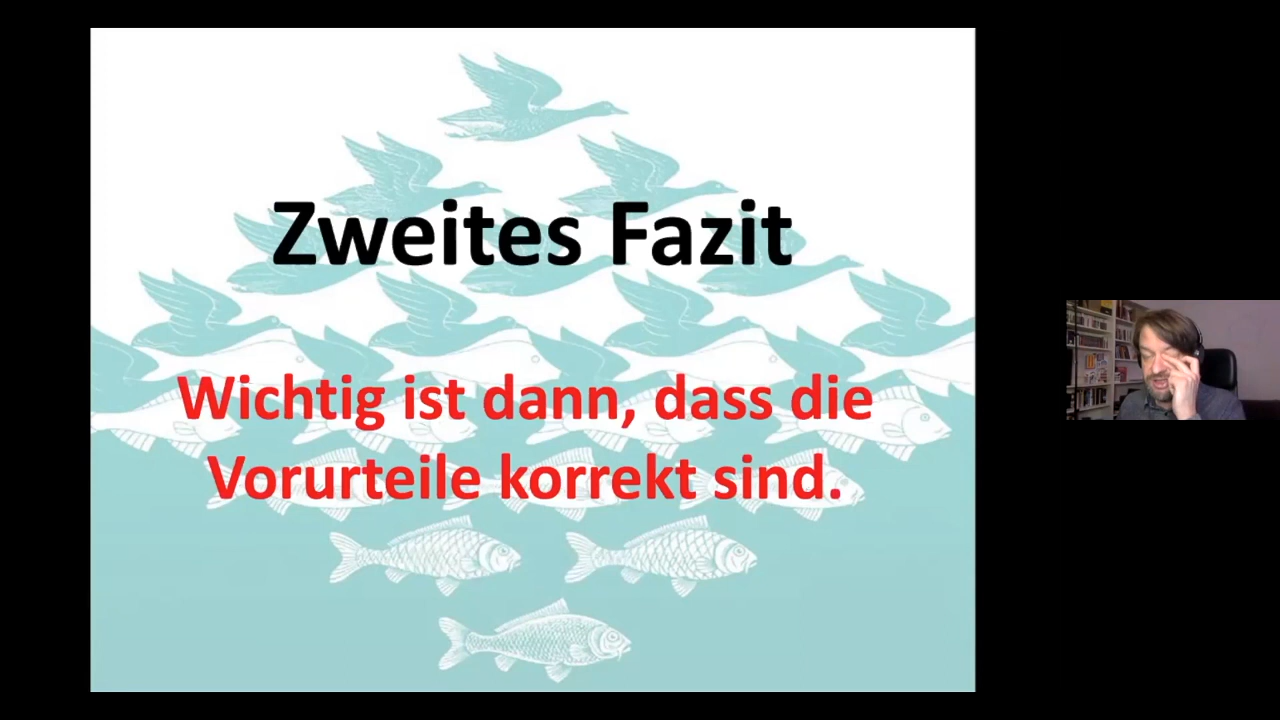 Zweites Fazit
Wichtig ist dann, dass die
Vorurteile korrekt sind.